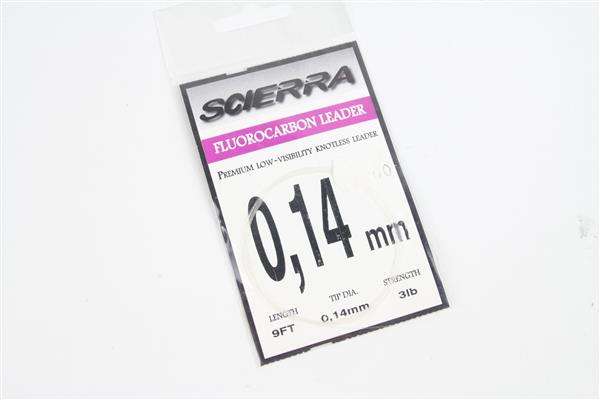 SCIERRA
FLUOROCARBON LEADER
PREMIUM LOW-VISIBILITY KNOTLESS LEADER
0,14 mm
LENGTH TIP DIA. STRENGTH
9FT 0,14mm 3lb